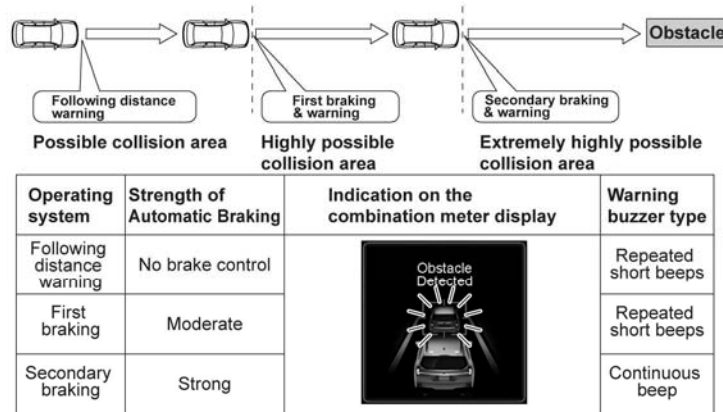 Obstacle
Following distance
warning
First braking
& warning
Secondary braking
& warning
Possible collision area
Highly possible
collision area
Extremely highly possible
collision area
Operating
system
Strength of
Automatic Braking
Indication on the
combination meter display
Warning
buzzer type
Following
distance
warning
No brake control
Obstacle
Detected
Repeated
short beeps
First
braking
Moderate
Repeated
short beeps
Secondary
braking
Strong
Continuous
beep